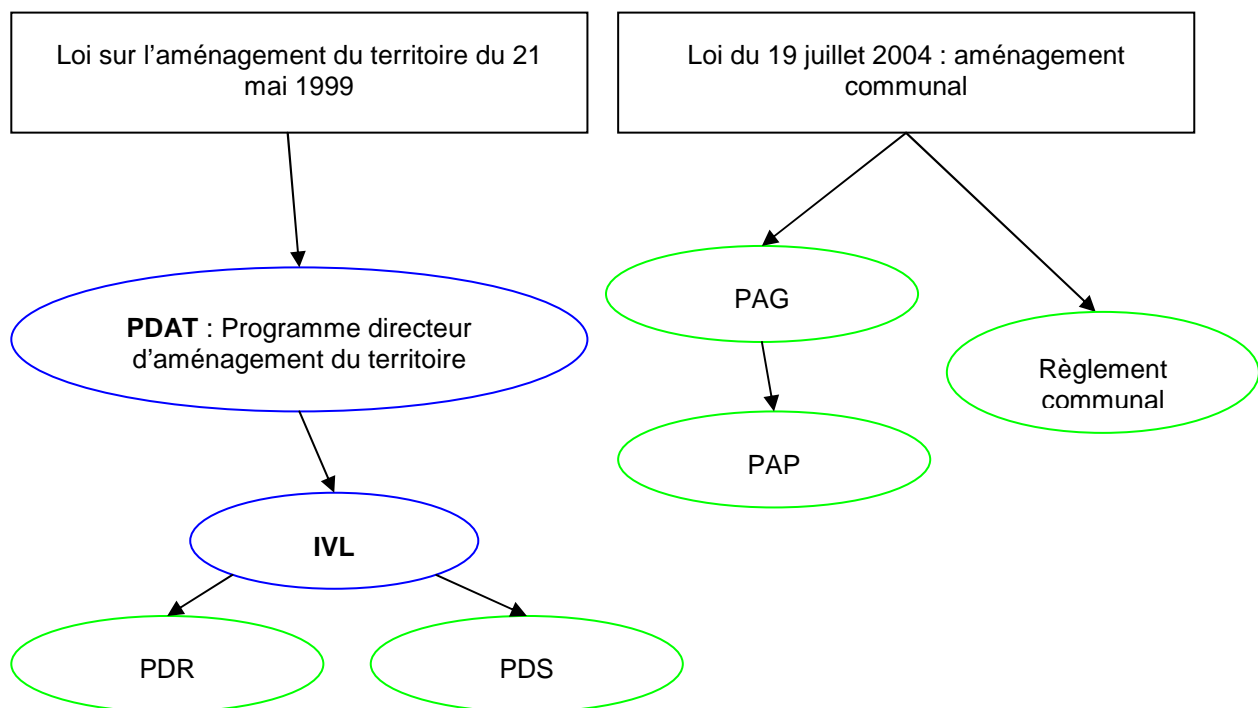 Loi sur l’aménagement du territoire du 21
mai 1999
Loi du 19 juillet 2004 : aménagement
communal
PDAT : Programme directeur
d’aménagement du territoire
PAG
Règlement
communal
PAP
IVL
PDR
PDS